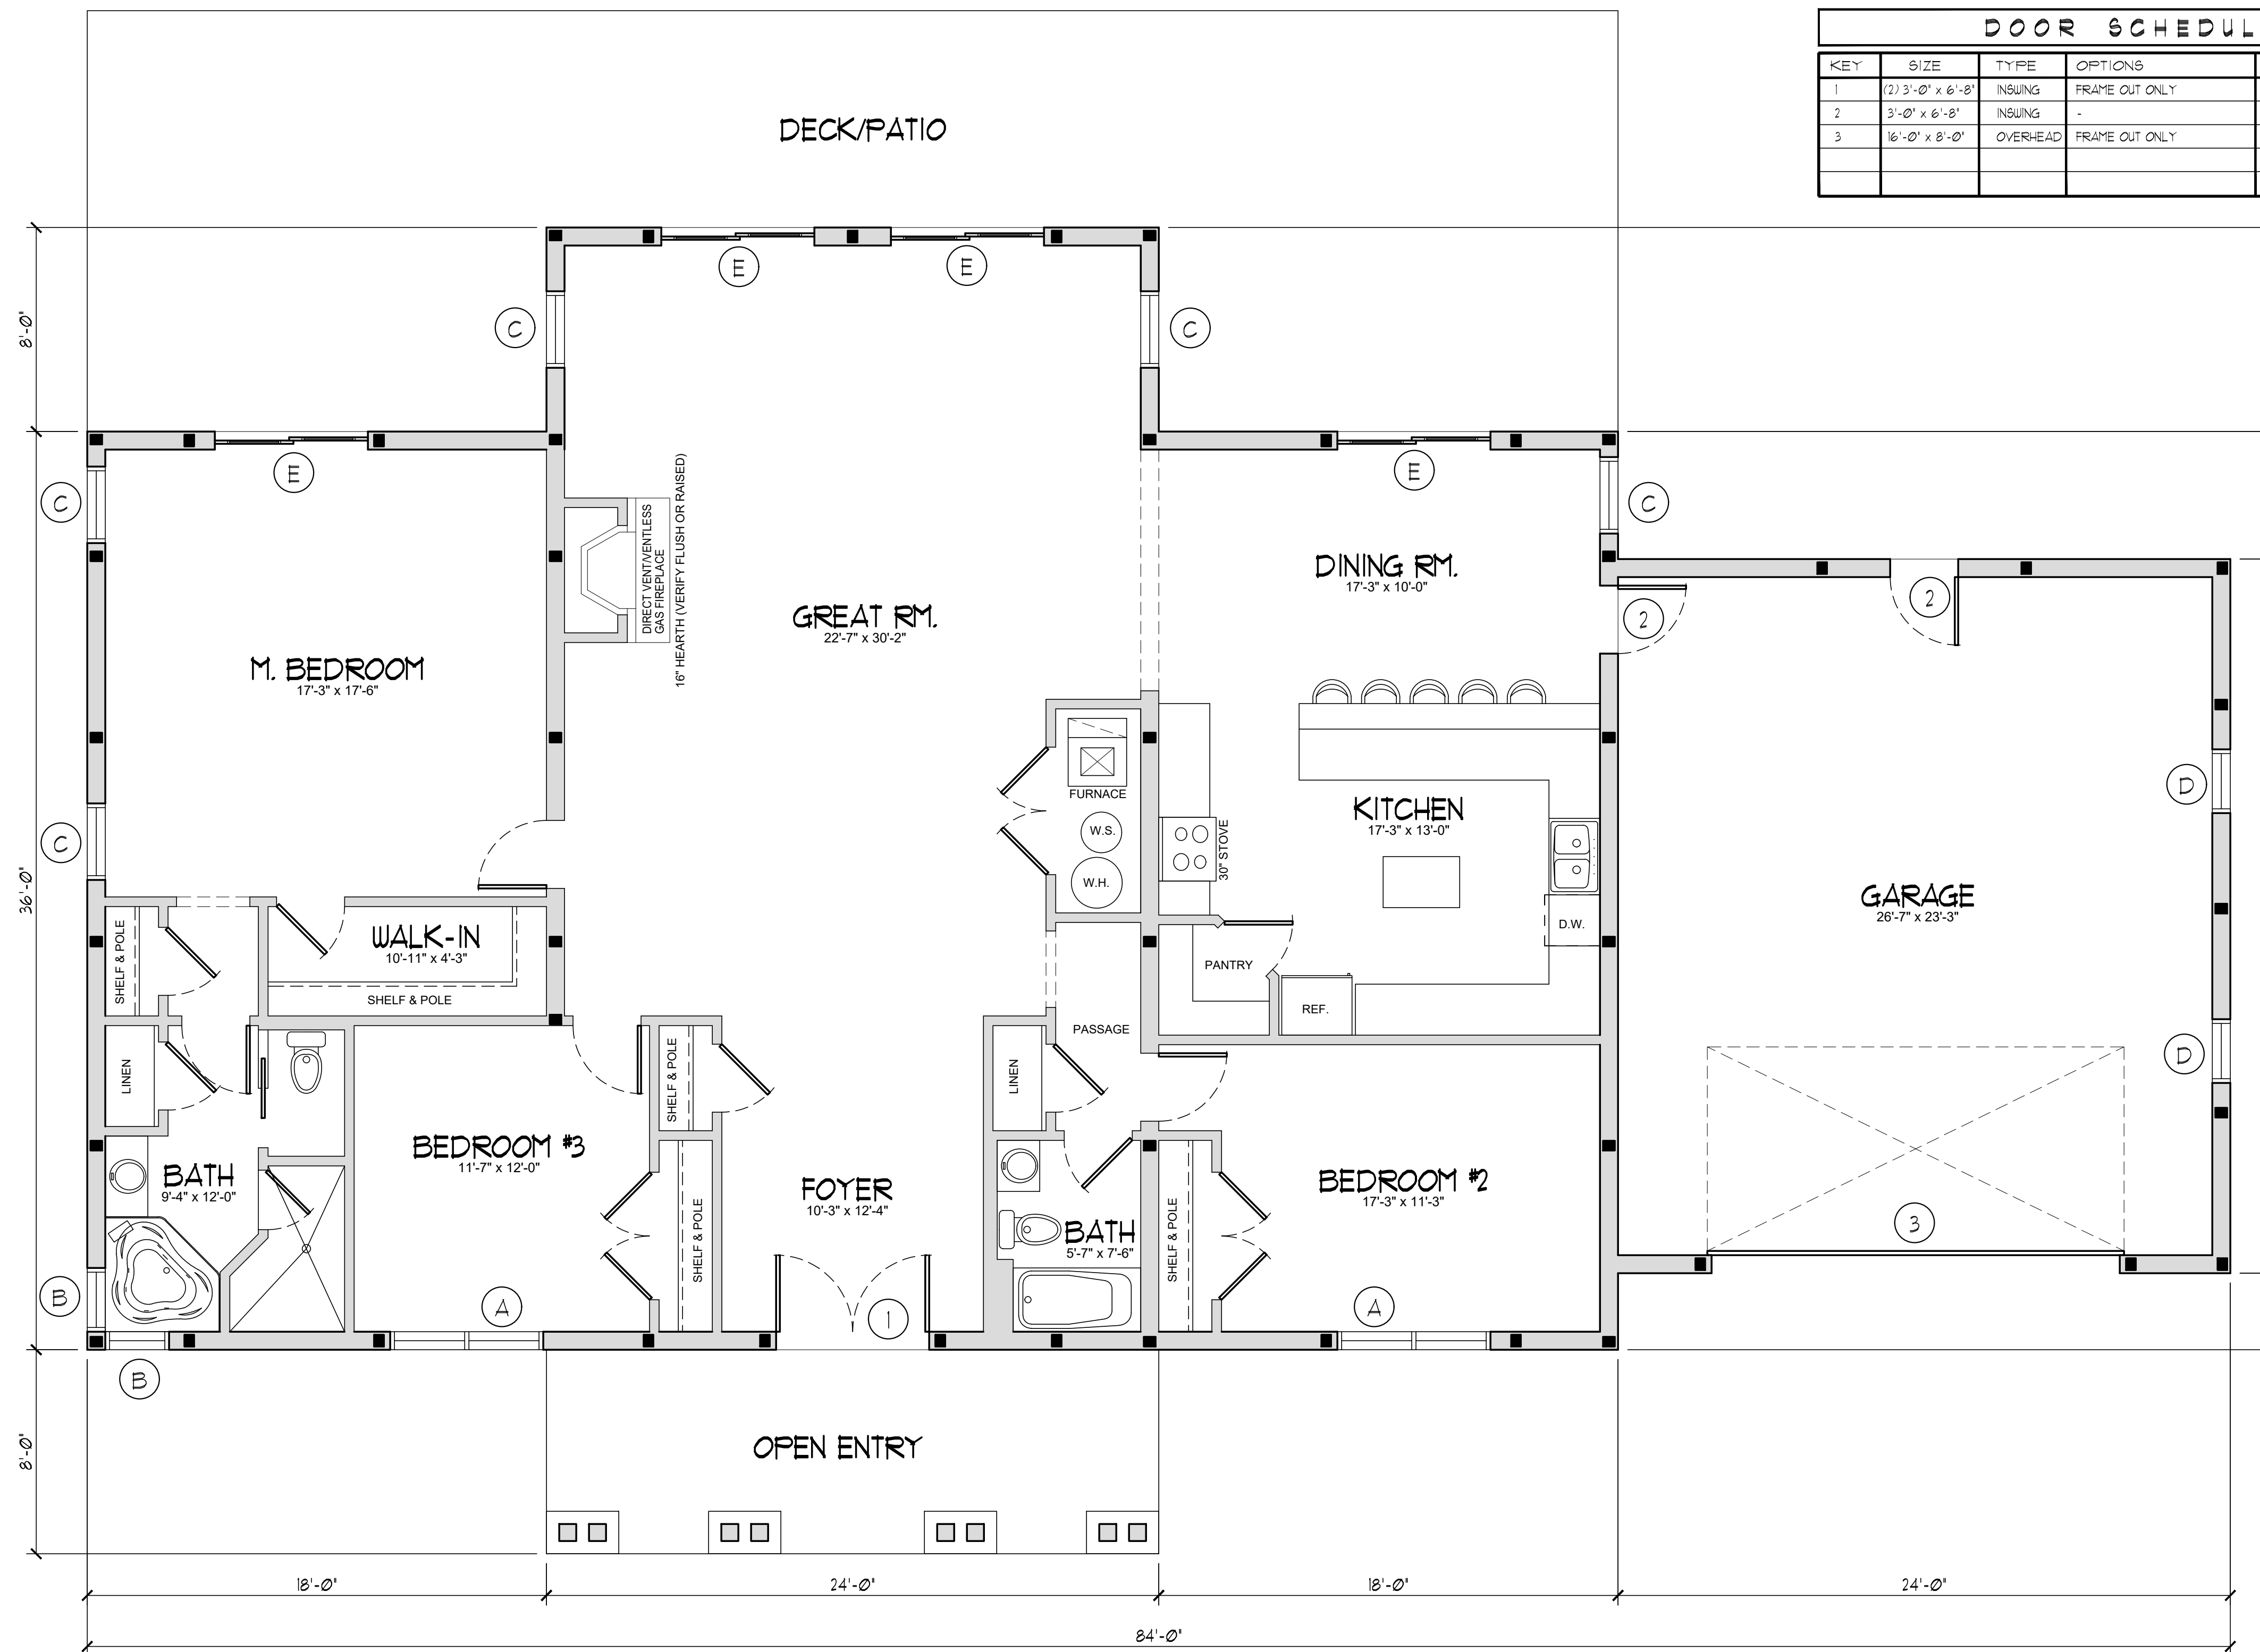 DOOR SCHEDUL
KEY SIZE TYPE OPTIONS
1 (2) 3'-0" x 6'-8" INSWING FRAME OUT ONLY
2 3'-0" x 6'-8" INSWING -
3 16'-0" x 8'-0" OVERHEAD FRAME OUT ONLY
DECK/PATIO
E
E
8'-0"
C
C
E
E
C
C
DIRECT VENT/VENTLESS
GAS FIREPLACE
16" HEARTH (VERIFY FLUSH OR RAISED)
DINING RM.
17'-3" x 10'-0"
2
2
GREAT RM.
22'-7" x 30'-2"
M. BEDROOM
17'-3" x 17'-6"
FURNACE
W.S.
W.H.
30" STOVE
KITCHEN
17'-3" x 13'-0"
D
C
36'-0"
GARAGE
26'-7" x 23'-3"
D.W.
SHELF & POLE
WALK-IN
10'-11" x 4'-3"
SHELF & POLE
PANTRY
REF.
PASSAGE
LINEN
SHELF & POLE
LINEN
D
BATH
9'-4" x 12'-0"
BEDROOM #3
11'-7" x 12'-0"
SHELF & POLE
FOYER
10'-3" x 12'-4"
BATH
5'-7" x 7'-6"
SHELF & POLE
BEDROOM #2
17'-3" x 11'-3"
3
B
A
1
A
B
8'-0"
OPEN ENTRY
18'-0"
24'-0"
18'-0"
24'-0"
84'-0"